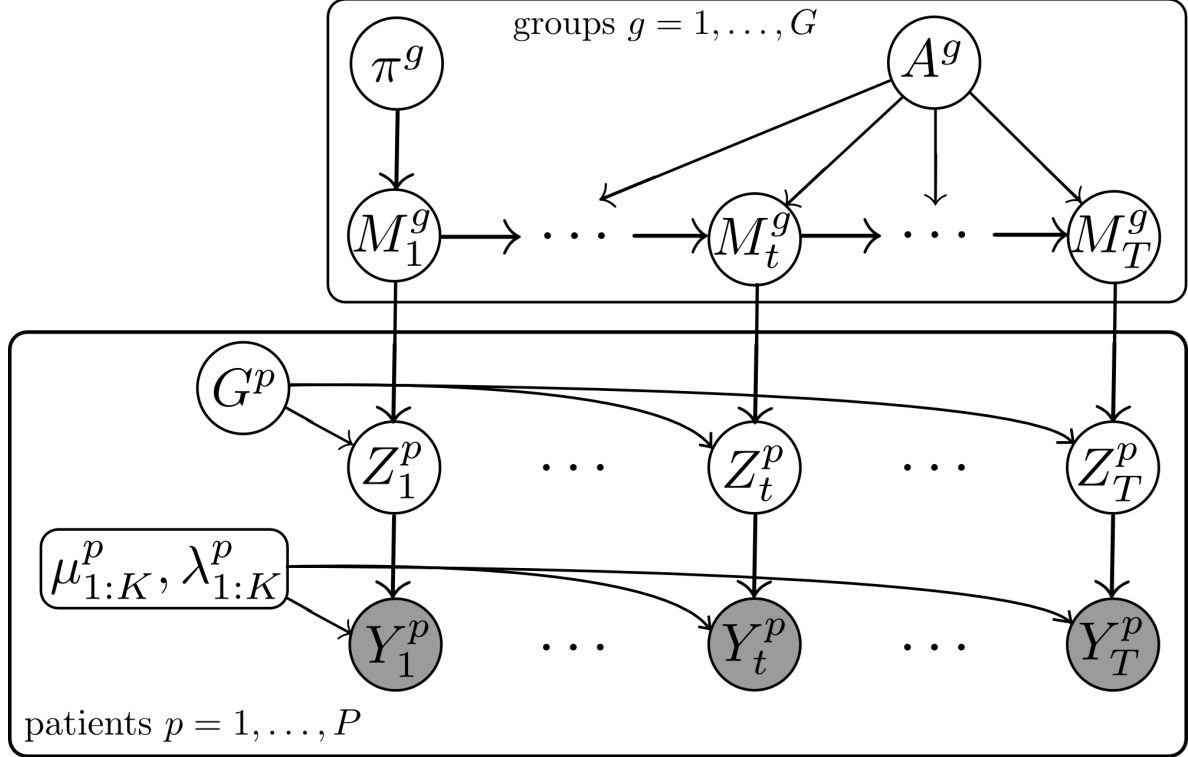 groups g = 1, . . . , G
π^g
A^g
M_1^g · · · M_t^g · · · M_T^g
G^p
Z_1^p · · · Z_t^p · · · Z_T^p
μ_{1:K}^p, λ_{1:K}^p
Y_1^p · · · Y_t^p · · · Y_T^p
patients p = 1, . . . , P